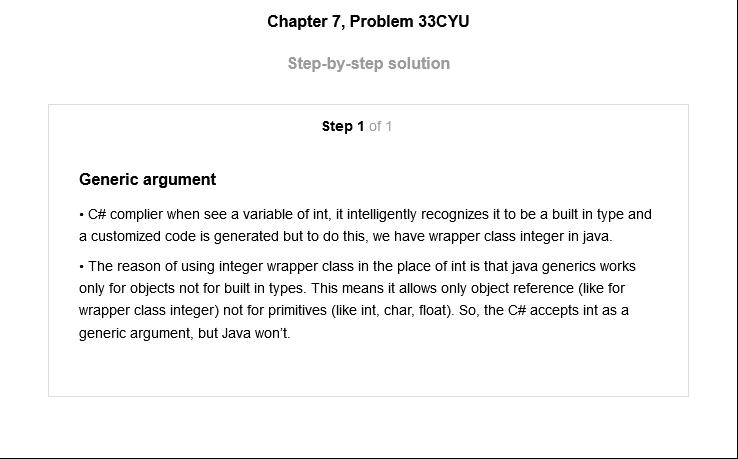 Chapter 7, Problem 33CYU
Step-by-step solution
Step 1 of 1
Generic argument
• C# complier when see a variable of int, it intelligently recognizes it to be a built in type and
a customized code is generated but to do this, we have wrapper class integer in java.
• The reason of using integer wrapper class in the place of int is that java generics works
only for objects not for built in types. This means it allows only object reference (like for
wrapper class integer) not for primitives (like int, char, float). So, the C# accepts int as a
generic argument, but Java won’t.